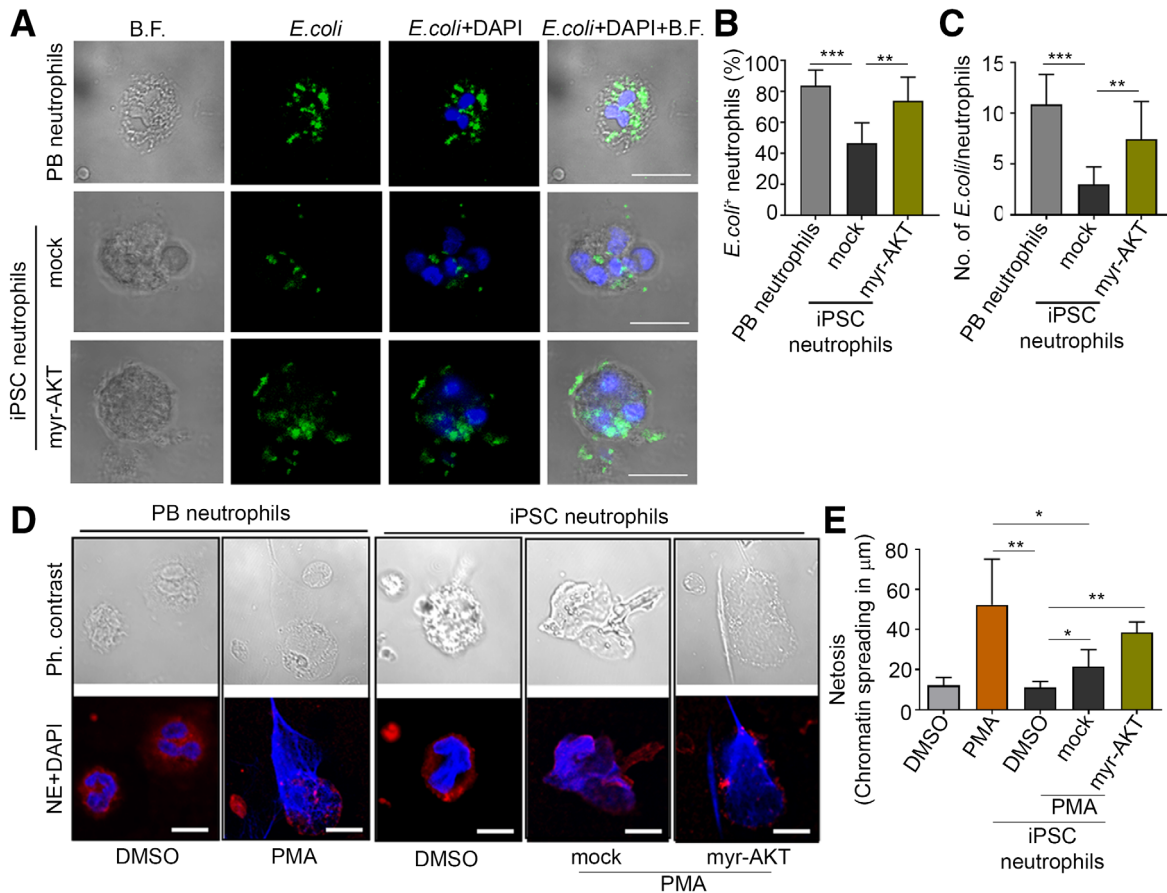 A
B.F.
E.coli
E.coli+DAPI
E.coli+DAPI+B.F.
PB neutrophils
iPSC neutrophils
mock
myr-AKT
B
E.coli⁺ neutrophils (%)
100
80
60
40
20
0
***
**
PB neutrophils
mock
myr-AKT
iPSC
neutrophils
C
No. of E.coli/neutrophils
15
10
5
0
***
**
PB neutrophils
mock
myr-AKT
iPSC
neutrophils
D
PB neutrophils
iPSC neutrophils
Ph. contrast
NE+DAPI
DMSO
PMA
DMSO
mock
myr-AKT
PMA
E
Netosis
(Chromatin spreading in μm)
80
60
40
20
0
*
**
**
*
DMSO
PMA
DMSO
mock
myr-AKT
PMA
iPSC
neutrophils